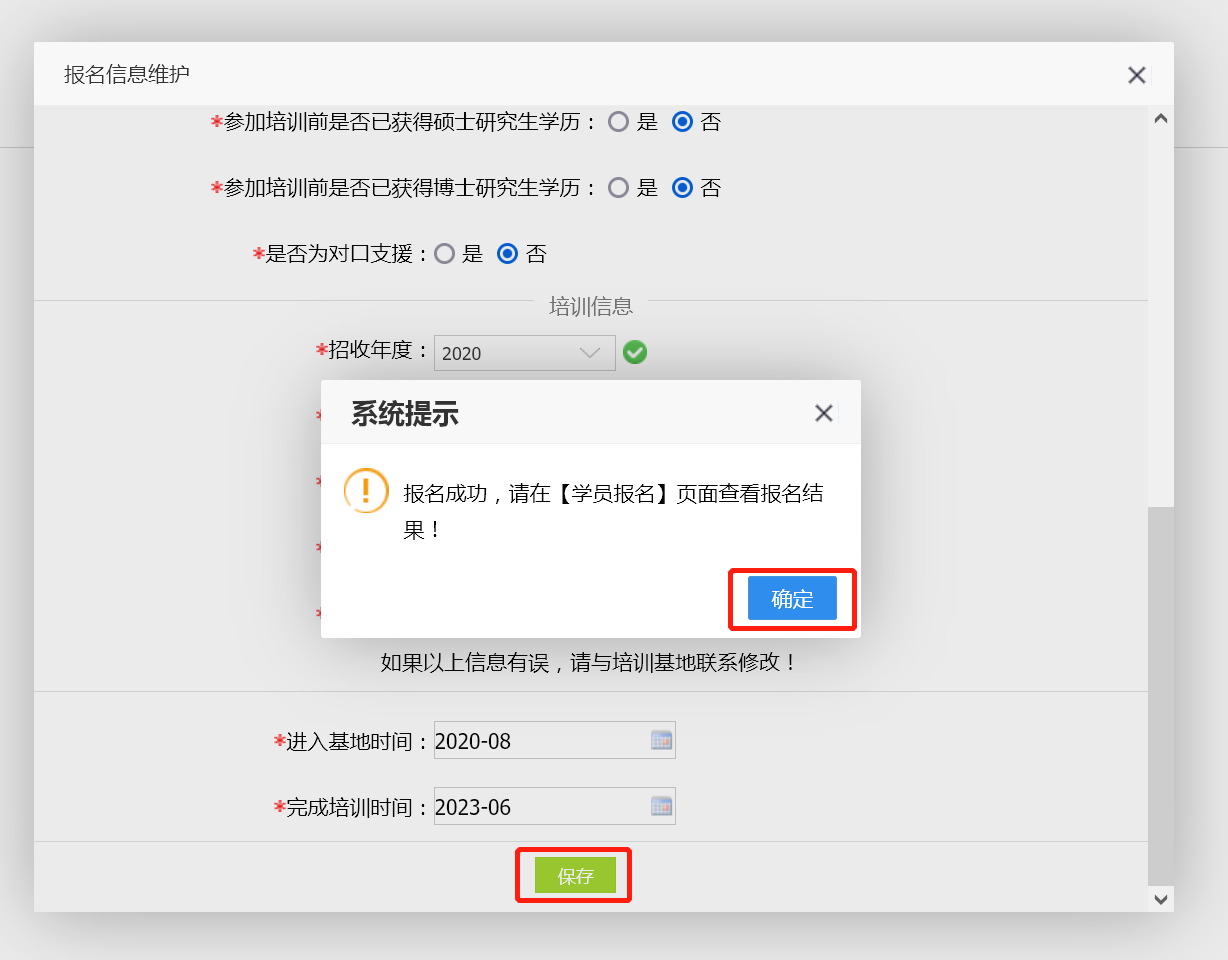 报名信息维护
*参加培训前是否已获得硕士研究生学历： 是 否
*参加培训前是否已获得博士研究生学历： 是 否
*是否为对口支援： 是 否
培训信息
*招收年度： 2020
*
*
*
*
系统提示
报名成功，请在【学员报名】页面查看报名结
果！
确定
如果以上信息有误，请与培训基地联系修改！
*进入基地时间： 2020-08
*完成培训时间： 2023-06
保存